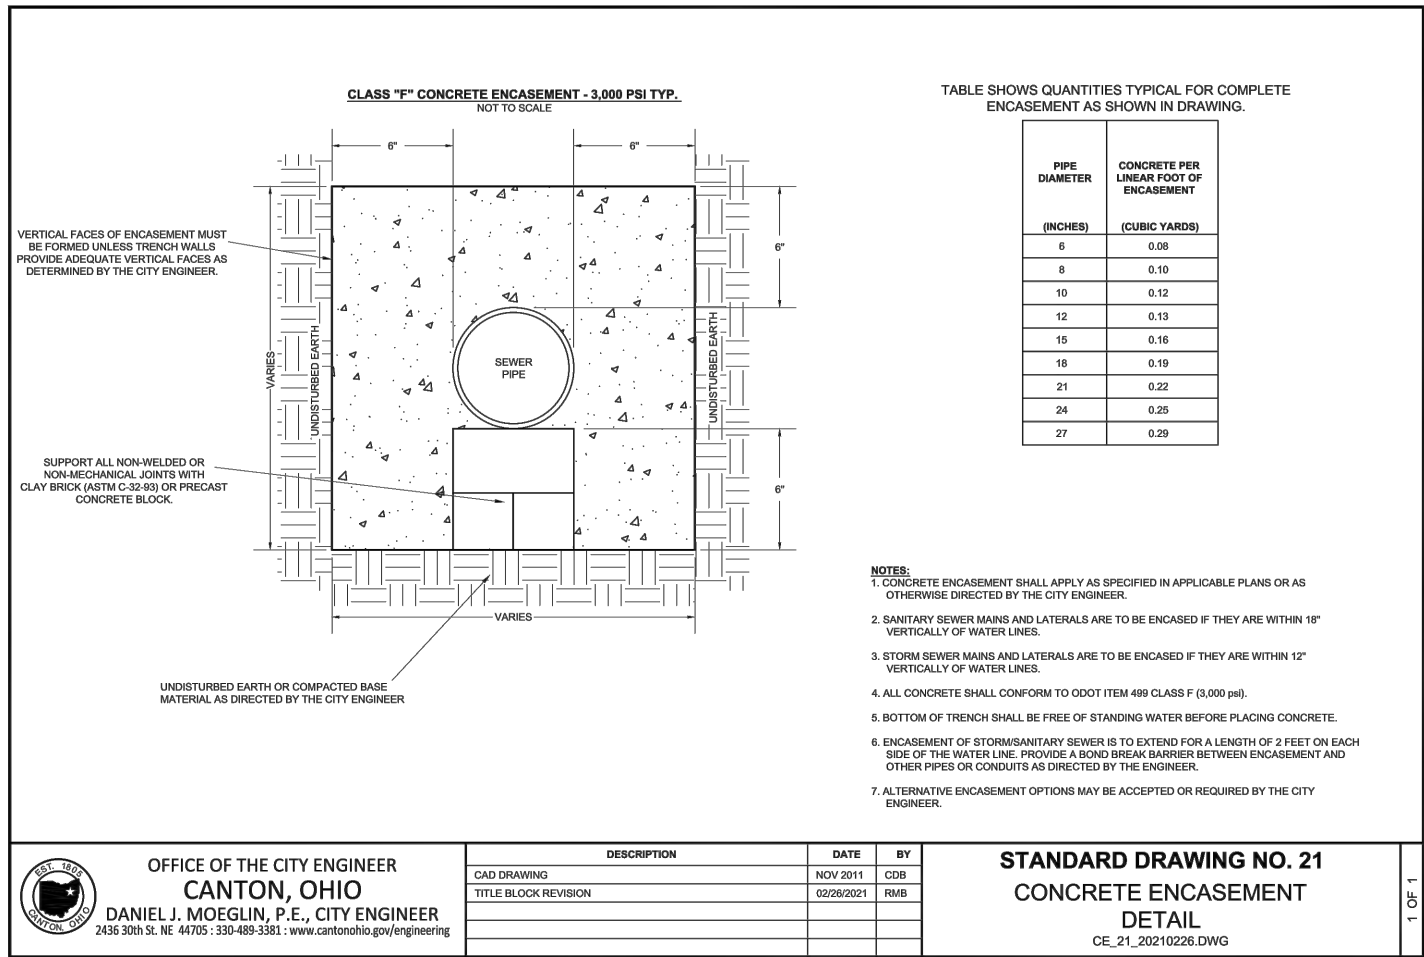 CLASS "F" CONCRETE ENCASEMENT - 3,000 PSI TYP.
NOT TO SCALE
6"
6"
VERTICAL FACES OF ENCASEMENT MUST
BE FORMED UNLESS TRENCH WALLS
PROVIDE ADEQUATE VERTICAL FACES AS
DETERMINED BY THE CITY ENGINEER.
6"
VARIES
UNDISTURBED EARTH
SEWER
PIPE
UNDISTURBED EARTH
SUPPORT ALL NON-WELDED OR
NON-MECHANICAL JOINTS WITH
CLAY BRICK (ASTM C-32-93) OR PRECAST
CONCRETE BLOCK.
6"
VARIES
UNDISTURBED EARTH OR COMPACTED BASE
MATERIAL AS DIRECTED BY THE CITY ENGINEER
TABLE SHOWS QUANTITIES TYPICAL FOR COMPLETE
ENCASEMENT AS SHOWN IN DRAWING.
PIPE
DIAMETER
(INCHES)
CONCRETE PER
LINEAR FOOT OF
ENCASEMENT
(CUBIC YARDS)
6 0.08
8 0.10
10 0.12
12 0.13
15 0.16
18 0.19
21 0.22
24 0.25
27 0.29
NOTES:
1. CONCRETE ENCASEMENT SHALL APPLY AS SPECIFIED IN APPLICABLE PLANS OR AS
OTHERWISE DIRECTED BY THE CITY ENGINEER.
2. SANITARY SEWER MAINS AND LATERALS ARE TO BE ENCASED IF THEY ARE WITHIN 18"
VERTICALLY OF WATER LINES.
3. STORM SEWER MAINS AND LATERALS ARE TO BE ENCASED IF THEY ARE WITHIN 12"
VERTICALLY OF WATER LINES.
4. ALL CONCRETE SHALL CONFORM TO ODOT ITEM 499 CLASS F (3,000 psi).
5. BOTTOM OF TRENCH SHALL BE FREE OF STANDING WATER BEFORE PLACING CONCRETE.
6. ENCASEMENT OF STORM/SANITARY SEWER IS TO EXTEND FOR A LENGTH OF 2 FEET ON EACH
SIDE OF THE WATER LINE. PROVIDE A BOND BREAK BARRIER BETWEEN ENCASEMENT AND
OTHER PIPES OR CONDUITS AS DIRECTED BY THE ENGINEER.
7. ALTERNATIVE ENCASEMENT OPTIONS MAY BE ACCEPTED OR REQUIRED BY THE CITY
ENGINEER.
EST. 1805
CANTON, OHIO
OFFICE OF THE CITY ENGINEER
CANTON, OHIO
DANIEL J. MOEGLIN, P.E., CITY ENGINEER
2436 30th St. NE 44705 : 330-489-3381 : www.cantonohio.gov/engineering
DESCRIPTION DATE BY
CAD DRAWING NOV 2011 CDB
TITLE BLOCK REVISION 02/26/2021 RMB
STANDARD DRAWING NO. 21
CONCRETE ENCASEMENT
DETAIL
CE_21_20210226.DWG
1 OF 1